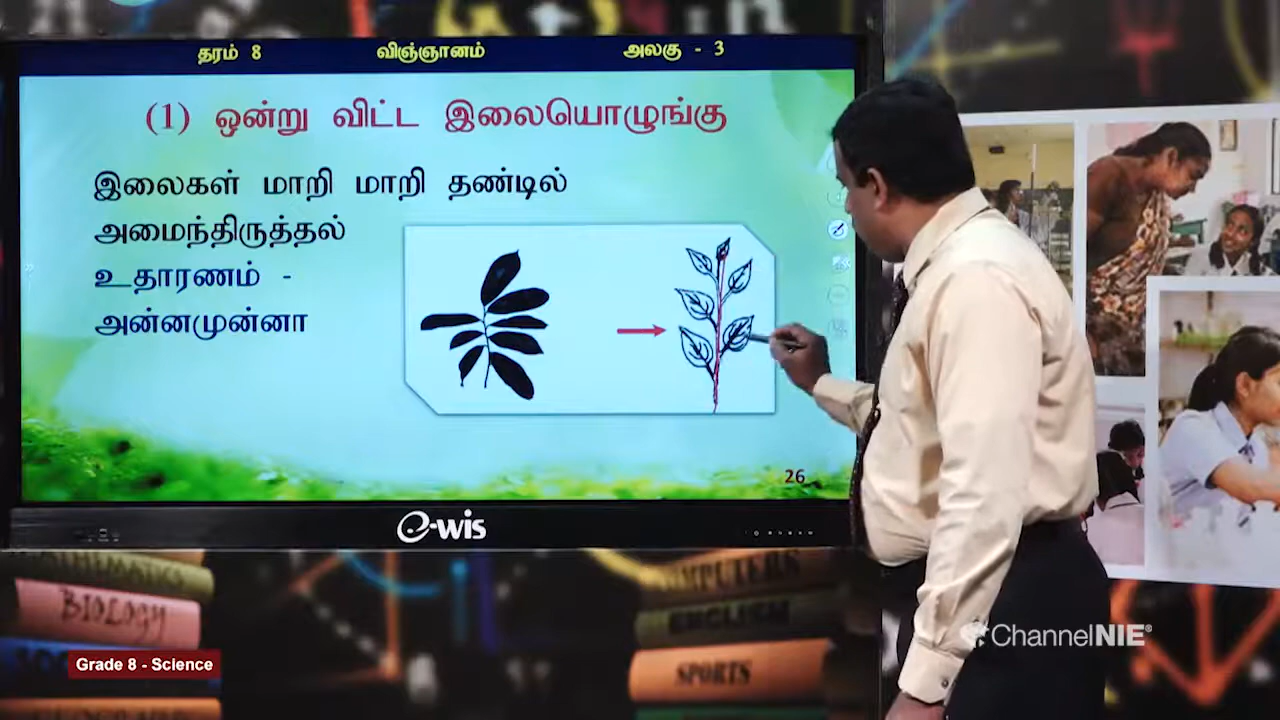 தரம் 8 விஞ்ஞானம் அலகு - 3
(1) ஒன்று விட்ட இலையொழுங்கு
இலைகள் மாறி மாறி தண்டில்
அமைந்திருத்தல்
உதாரணம் -
அன்னமுன்னா
26
e-wis
MATHEMATICS
BIOLOGY
COMPUTERS
ENGLISH
SPORTS
Grade 8 - Science
ChannelNIE